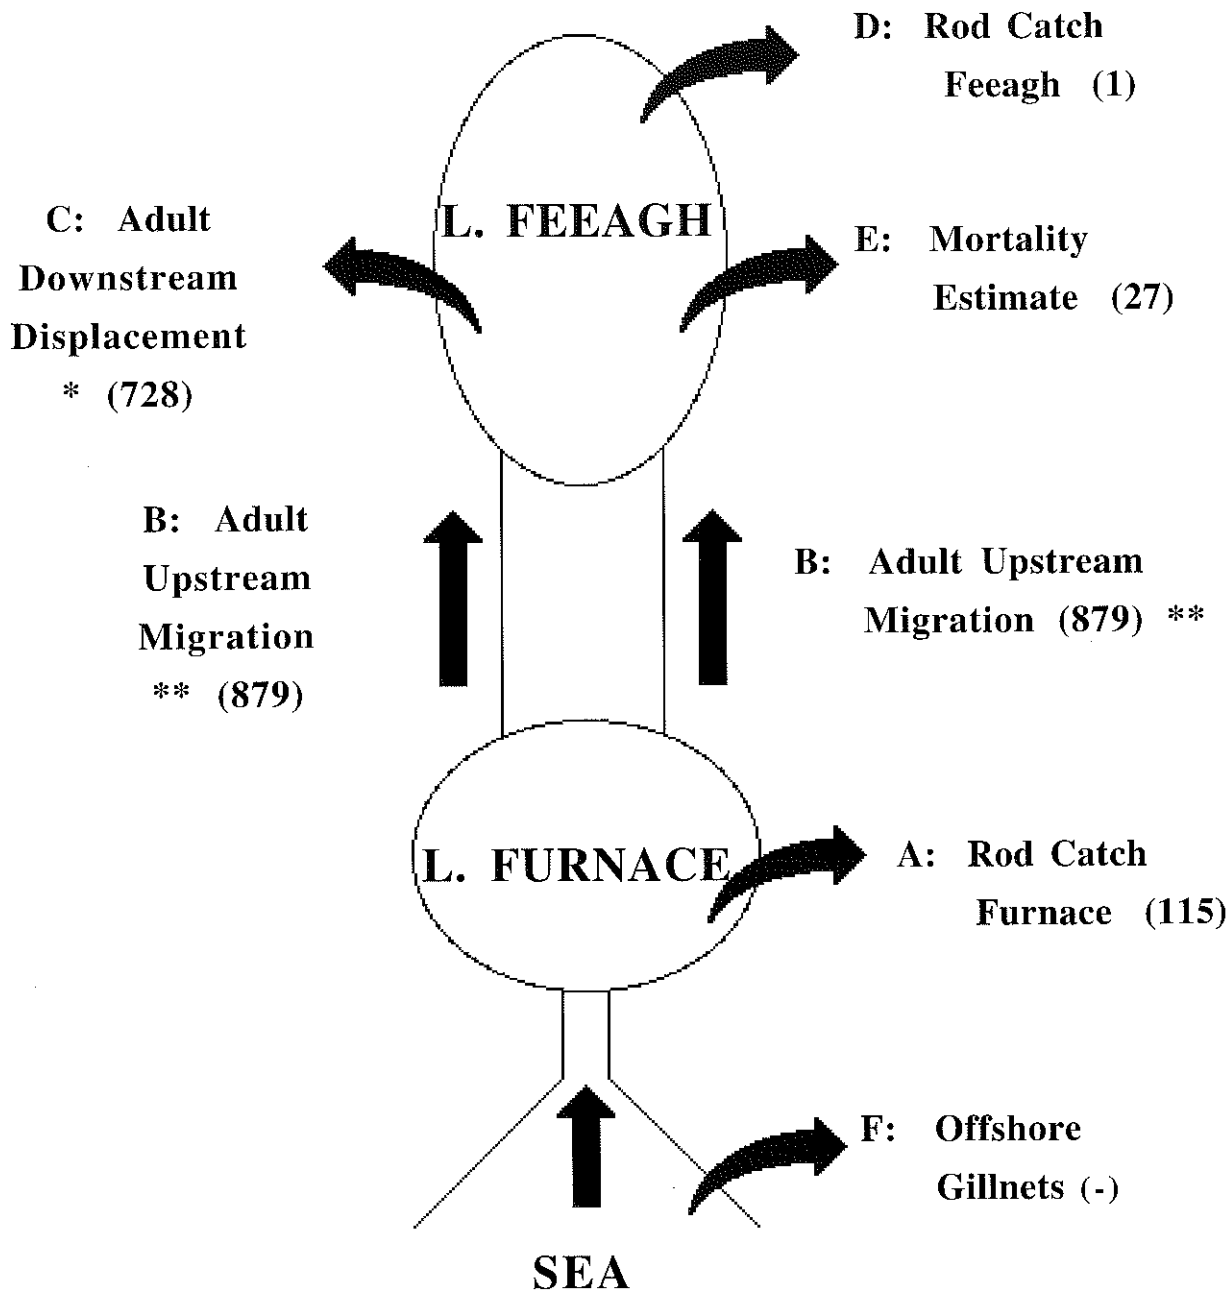 D: Rod Catch
Feeagh (1)
L. FEEAGH
C: Adult
Downstream
Displacement
* (728)
E: Mortality
Estimate (27)
B: Adult
Upstream
Migration
** (879)
B: Adult Upstream
Migration (879) **
L. FURNACE
A: Rod Catch
Furnace (115)
F: Offshore
Gillnets (-)
SEA